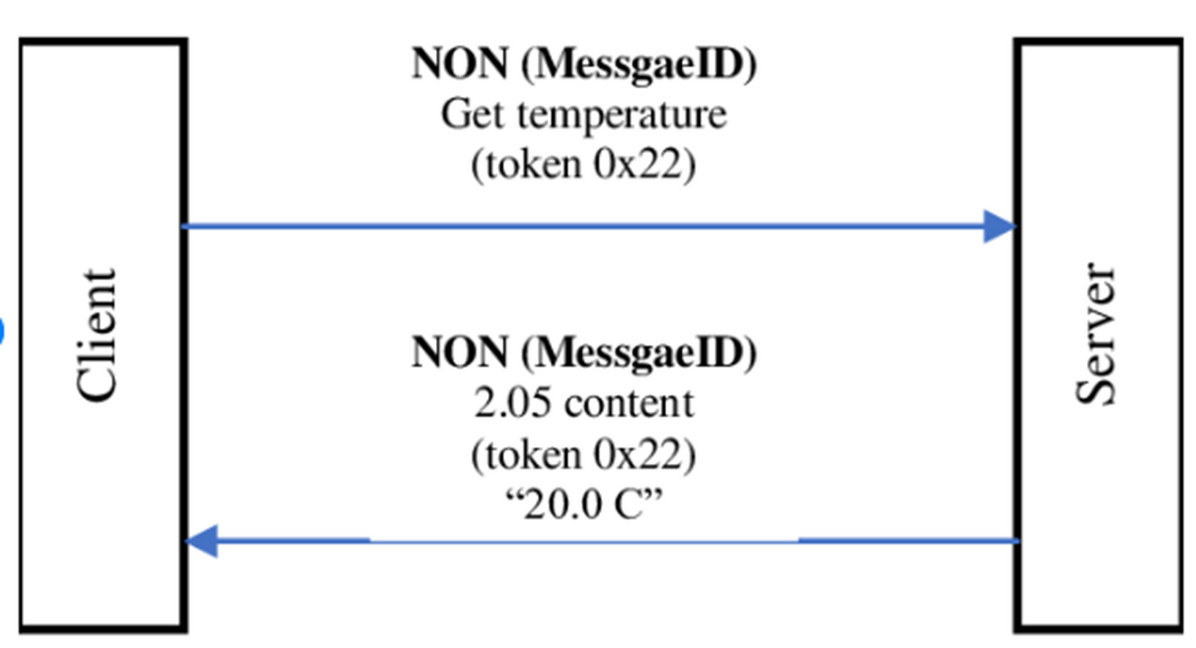 NON (MessgaeID)
Get temperature
(token 0x22)
Client
Server
NON (MessgaeID)
2.05 content
(token 0x22)
“20.0 C”